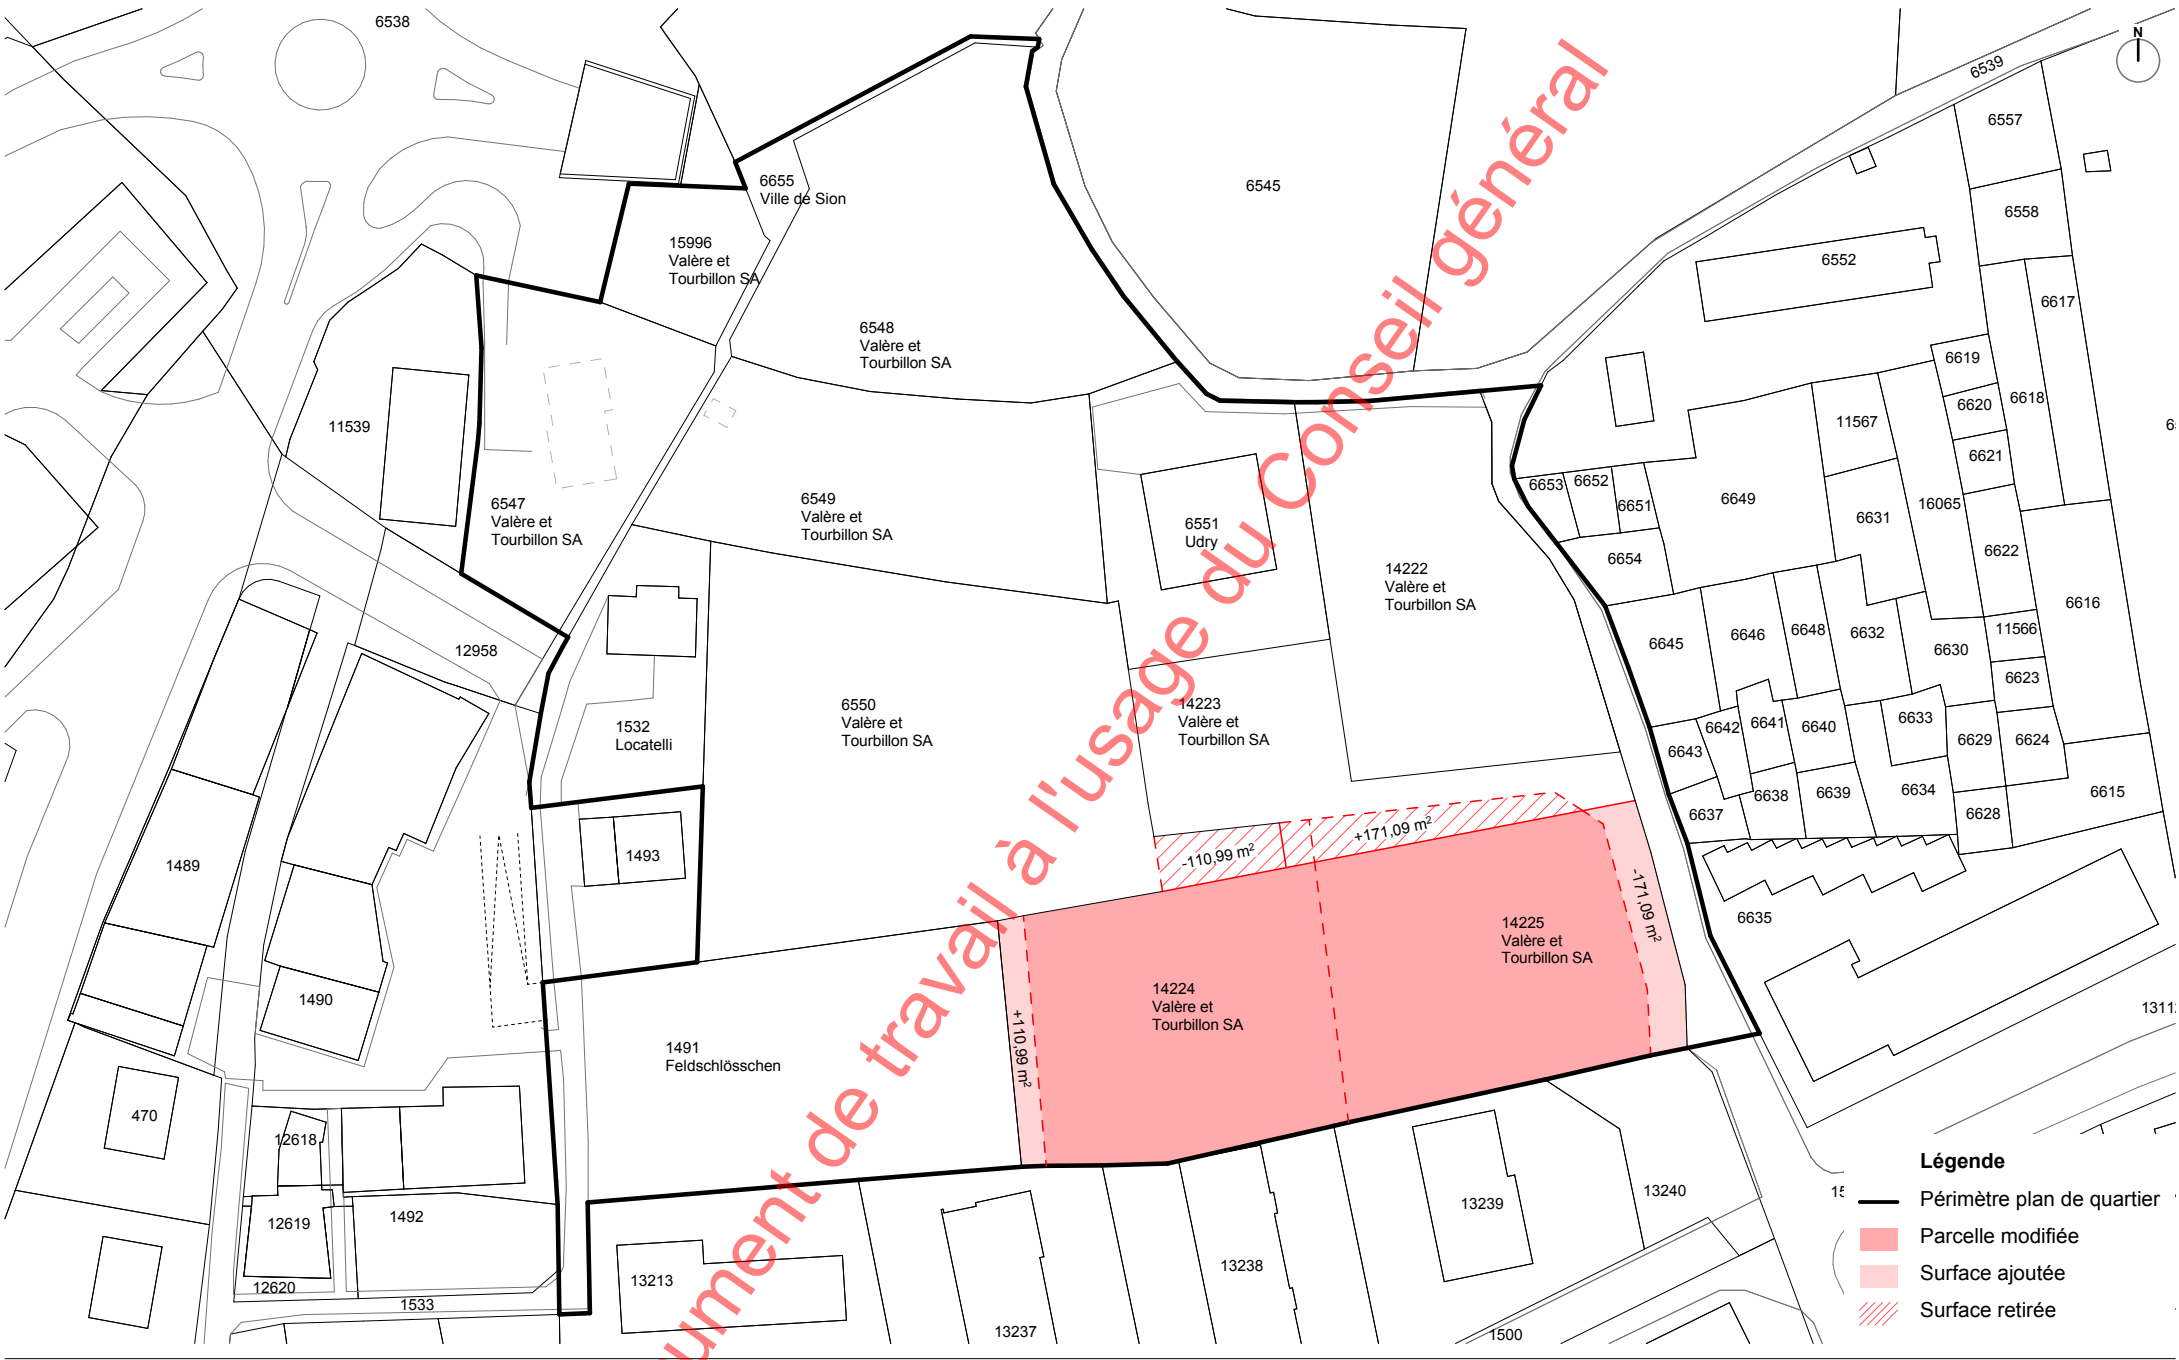 6538
N
6539
6557
6655
Ville de Sion
6545
6558
15996
Valère et
Tourbillon SA
6552
6617
6548
Valère et
Tourbillon SA
6619
6618
6620
11539
11567
6621
6547
Valère et
Tourbillon SA
6549
Valère et
Tourbillon SA
6551
Udry
6653
6652
6651
6649
16065
6631
6622
6654
14222
Valère et
Tourbillon SA
6616
12958
6645
6646
6648
6632
11566
6630
6623
6550
Valère et
Tourbillon SA
1532
Locatelli
14223
Valère et
Tourbillon SA
6643
6642
6641
6640
6633
6629
6624
6637
6638
6639
6634
6628
6615
1489
1493
-110,99 m²
+171,09 m²
-171,09 m²
14225
Valère et
Tourbillon SA
6635
1490
14224
Valère et
Tourbillon SA
+110,99 m²
1491
Feldschlösschen
470
12618
12619
1492
12620
1533
13213
13237
13238
13239
13240
1500
ument de travail à l'usage du Conseil général
Légende
Périmètre plan de quartier
Parcelle modifiée
Surface ajoutée
Surface retirée